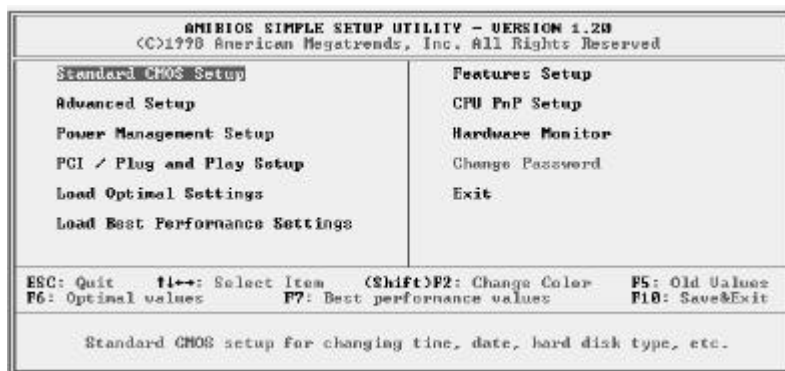 AMIBIOS SIMPLE SETUP UTILITY - VERSION 1.20
(C)1998 American Megatrends, Inc. All Rights Reserved
Standard CMOS Setup
Advanced Setup
Power Management Setup
PCI / Plug and Play Setup
Load Optimal Settings
Load Best Performance Settings
Features Setup
CPU PnP Setup
Hardware Monitor
Change Password
Exit
ESC: Quit ↑↓←→: Select Item (Shift)F2: Change Color F5: Old Values
F6: Optimal values F7: Best performance values F10: Save&Exit
Standard CMOS setup for changing time, date, hard disk type, etc.